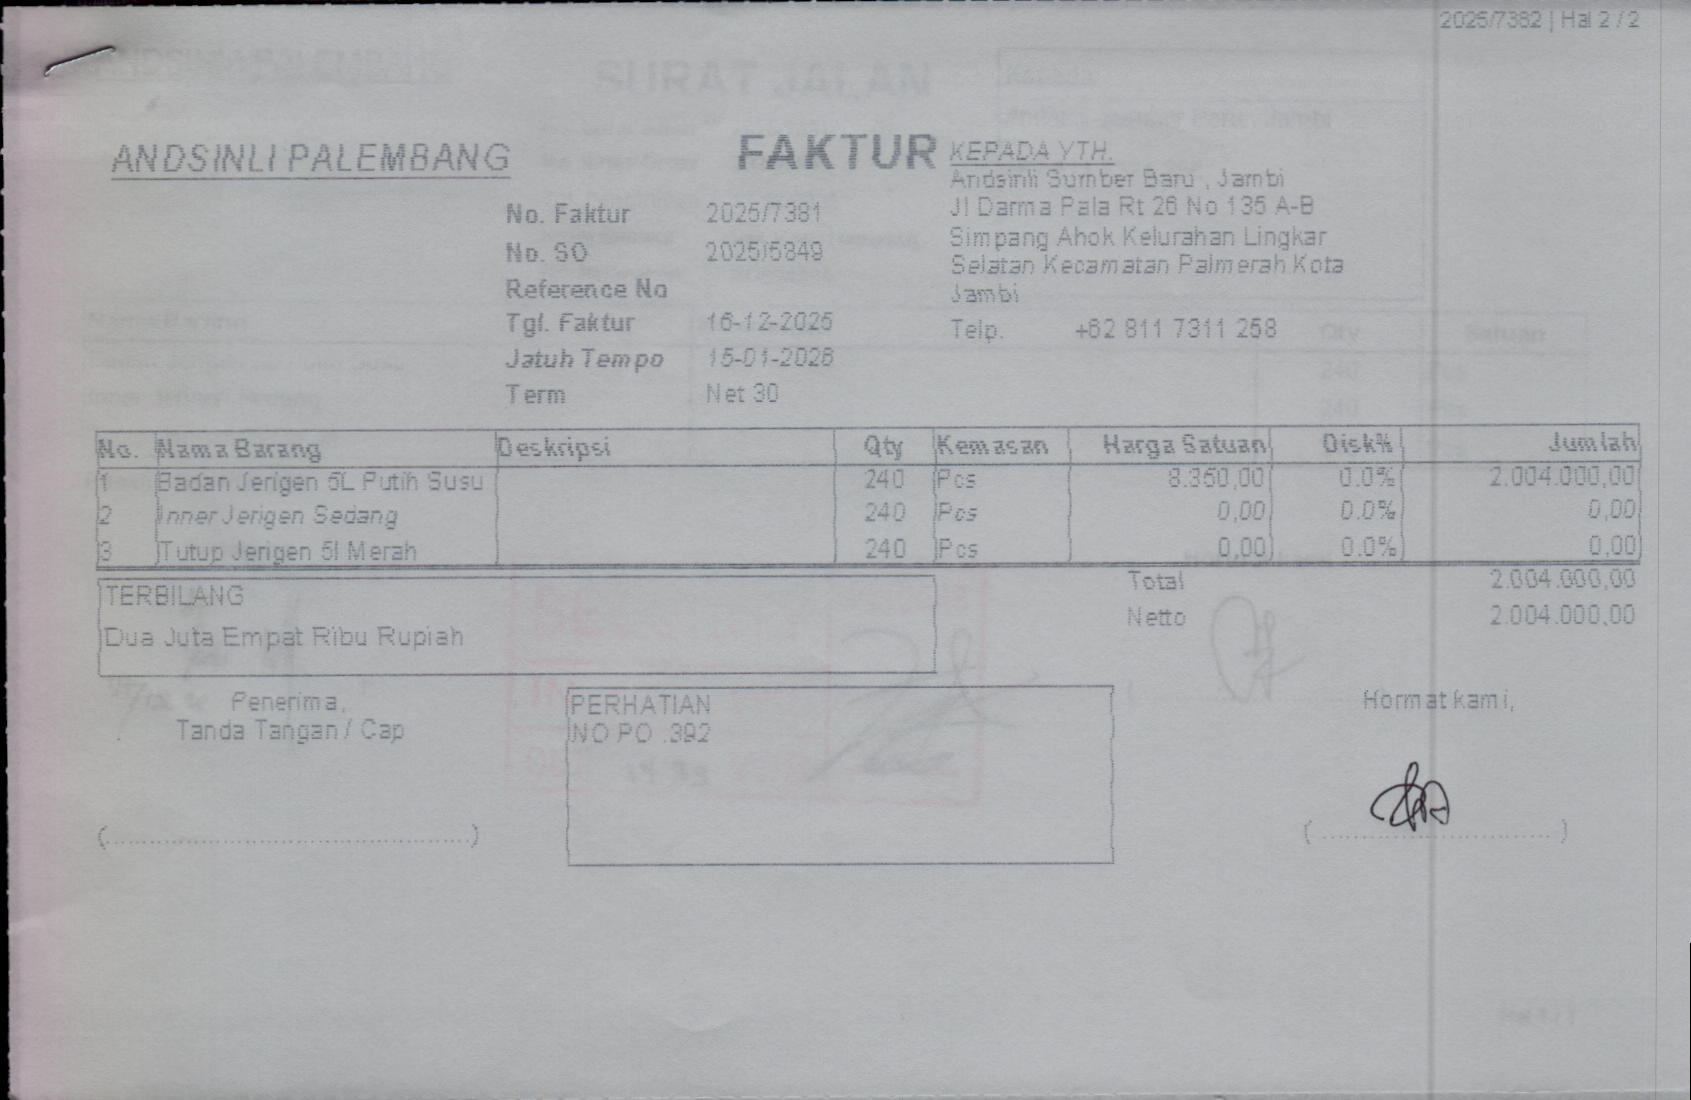 2025/7382 | Hal 2 / 2
ANDSINLI PALEMBANG
FAKTUR
KEPADA YTH.
Andsinli Sumber Baru , Jambi
Jl Darma Pala Rt 26 No 135 A-B
Simpang Ahok Kelurahan Lingkar
Selatan Kecamatan Palmerah Kota
Jambi
Telp. +62 811 7311 258
No. Faktur 2025/7381
No. SO 2025/5849
Reference No
Tgl. Faktur 16-12-2025
Jatuh Tempo 15-01-2026
Term Net 30
No. Nama Barang Deskripsi Qty Kemasan Harga Satuan Disk% Jumlah
1 Badan Jerigen 5L Putih Susu 240 Pcs 8.350,00 0.0% 2.004.000,00
2 Inner Jerigen Sedang 240 Pcs 0,00 0.0% 0,00
3 Tutup Jerigen 5l Merah 240 Pcs 0,00 0.0% 0,00
Total 2.004.000,00
Netto 2.004.000,00
TERBILANG
Dua Juta Empat Ribu Rupiah
Penerima,
Tanda Tangan / Cap
(..................................................)
PERHATIAN
NO PO .392
Hormat kami,
(................................)
SURAT JALAN
Qty Satuan
240 Pcs
240 Pcs